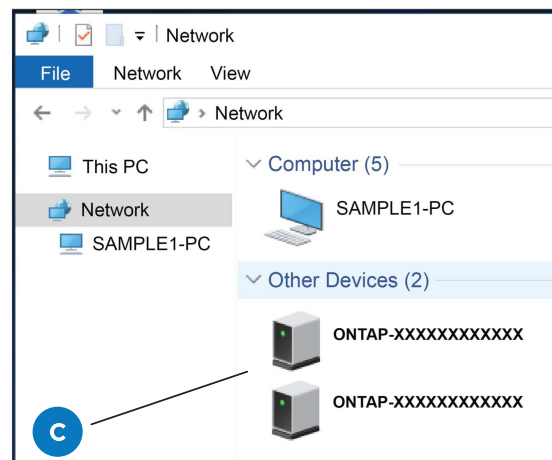 Network
File Network View
Network
This PC
Network
SAMPLE1-PC
Computer (5)
SAMPLE1-PC
Other Devices (2)
ONTAP-XXXXXXXXXXXX
ONTAP-XXXXXXXXXXXX
C